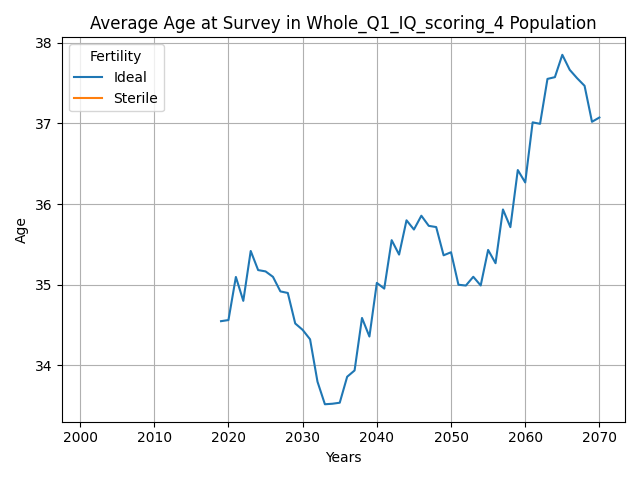 Average Age at Survey in Whole_Q1_IQ_scoring_4 Population
Fertility
Ideal
Sterile
38
37
36
35
34
Age
2000 2010 2020 2030 2040 2050 2060 2070
Years